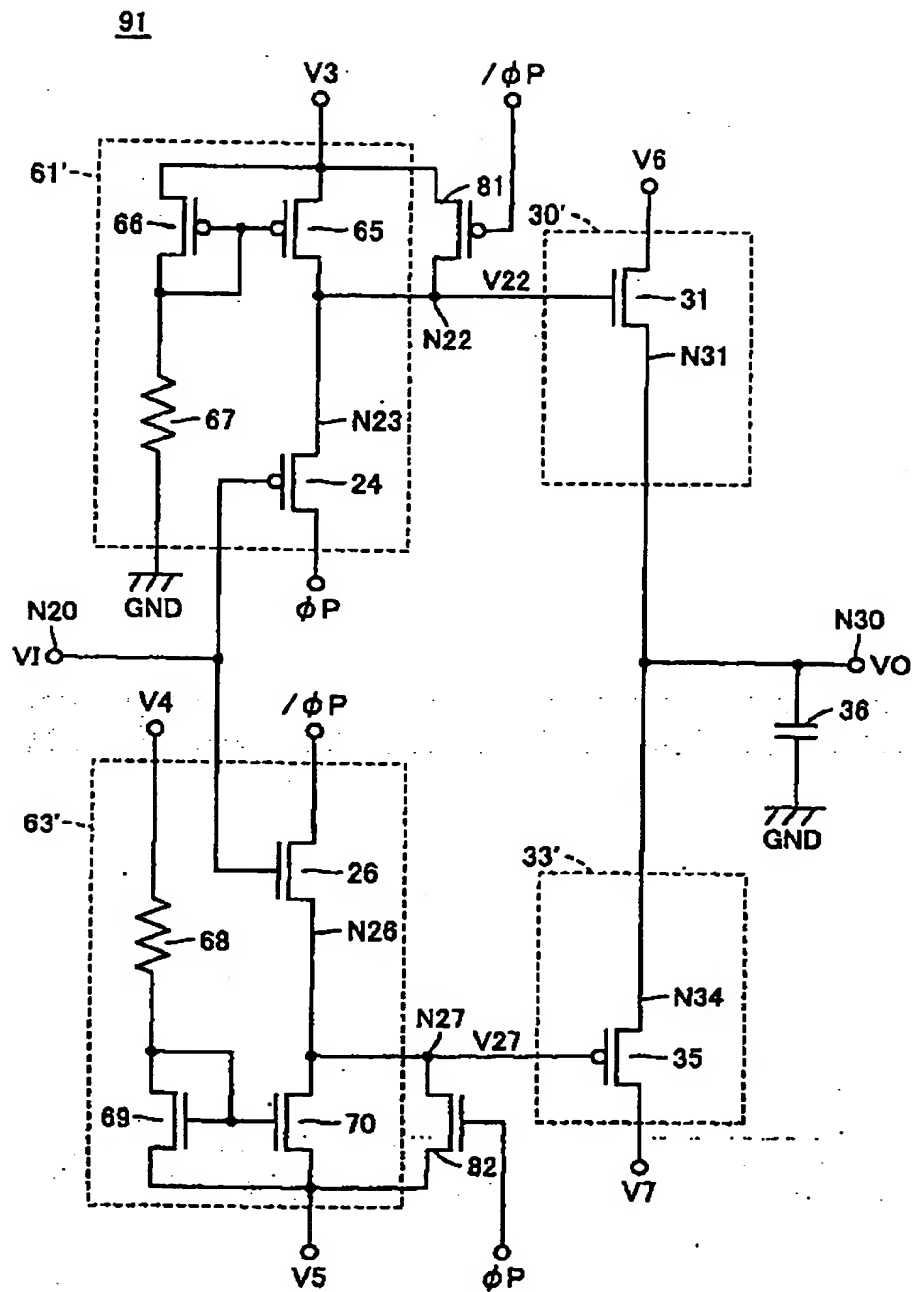 91
V3
/ϕP
V6
61'
81
30'
66
65
V22
31
N22
N31
67
N23
24
GND
ϕP
N20
N30
VI
VO
V4
/ϕP
36
63'
GND
33'
26
68
N26
N34
N27
V27
35
69
70
82
V7
V5
ϕP